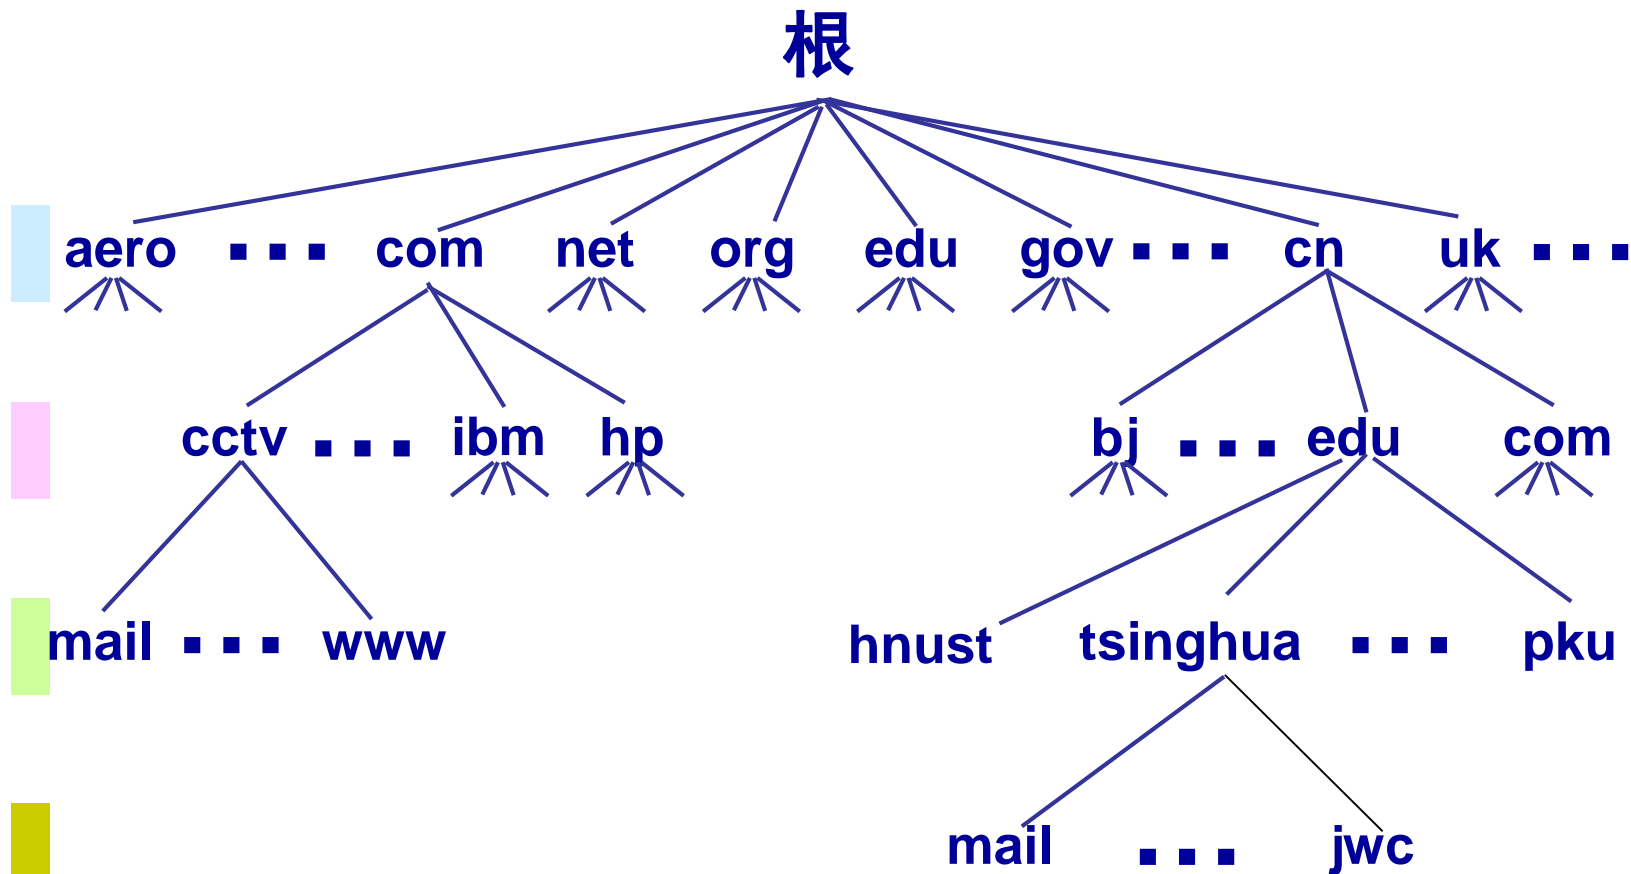 根
aero ... com net org edu gov ... cn uk ...
cctv ... ibm hp bj ... edu com
mail ... www hnust tsinghua ... pku
mail ... jwc